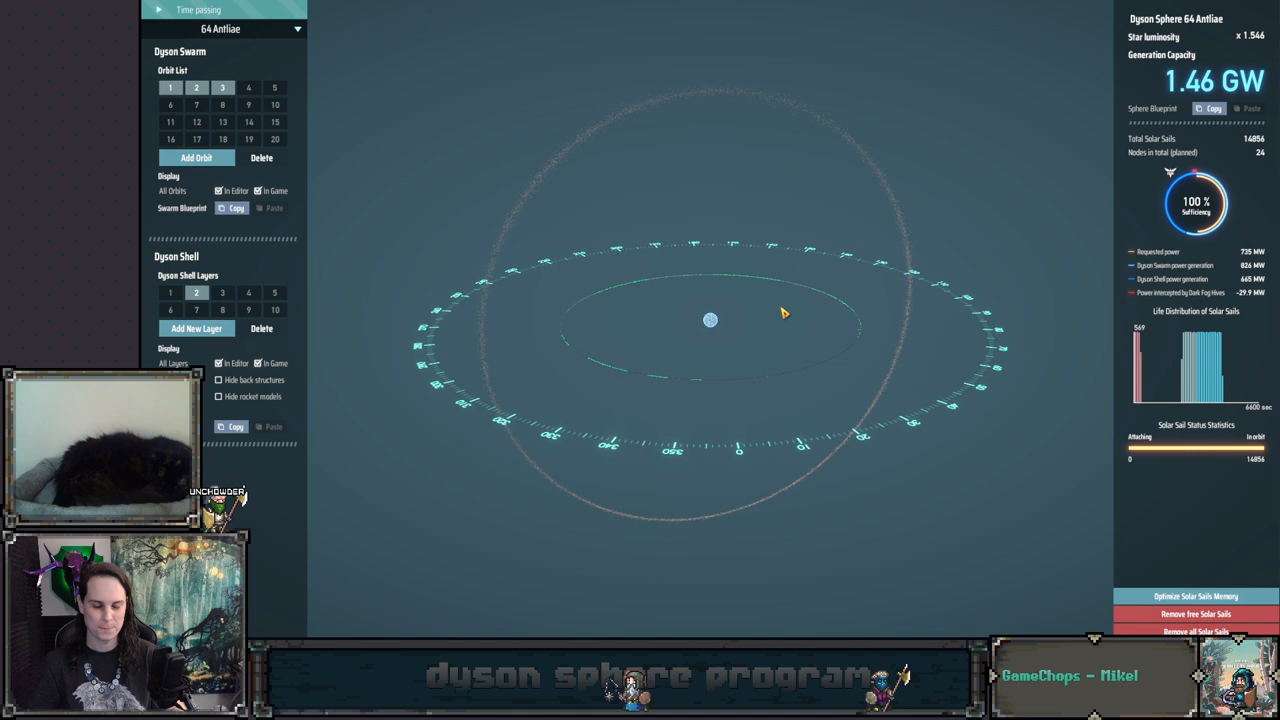 Time passing
64 Antliae
Dyson Swarm
Orbit List
1 2 3 4 5
6 7 8 9 10
11 12 13 14 15
16 17 18 19 20
Add Orbit Delete
Display
All Orbits In Editor In Game
Swarm Blueprint Copy Paste
Dyson Shell
Dyson Shell Layers
1 2 3 4 5
6 7 8 9 10
Add New Layer Delete
Display
All Layers In Editor In Game
Hide back structures
Hide rocket models
Copy Paste
UNCHOWDER
340 350 0 10
Dyson Sphere 64 Antliae
Star luminosity x 1.546
Generation Capacity
1.46 GW
Sphere Blueprint Copy Paste
Total Solar Sails 14856
Nodes in total (planned) 24
100 %
Sufficiency
Requested power 735 MW
Dyson Swarm power generation 826 MW
Dyson Shell power generation 665 MW
Power intercepted by Dark Fog Hives -29.9 MW
Life Distribution of Solar Sails
569
6600 sec
Solar Sail Status Statistics
Attaching In orbit
0 14856
Optimize Solar Sails Memory
Remove free Solar Sails
Remove all Solar Sails
dyson sphere program
GameChops - Mikel